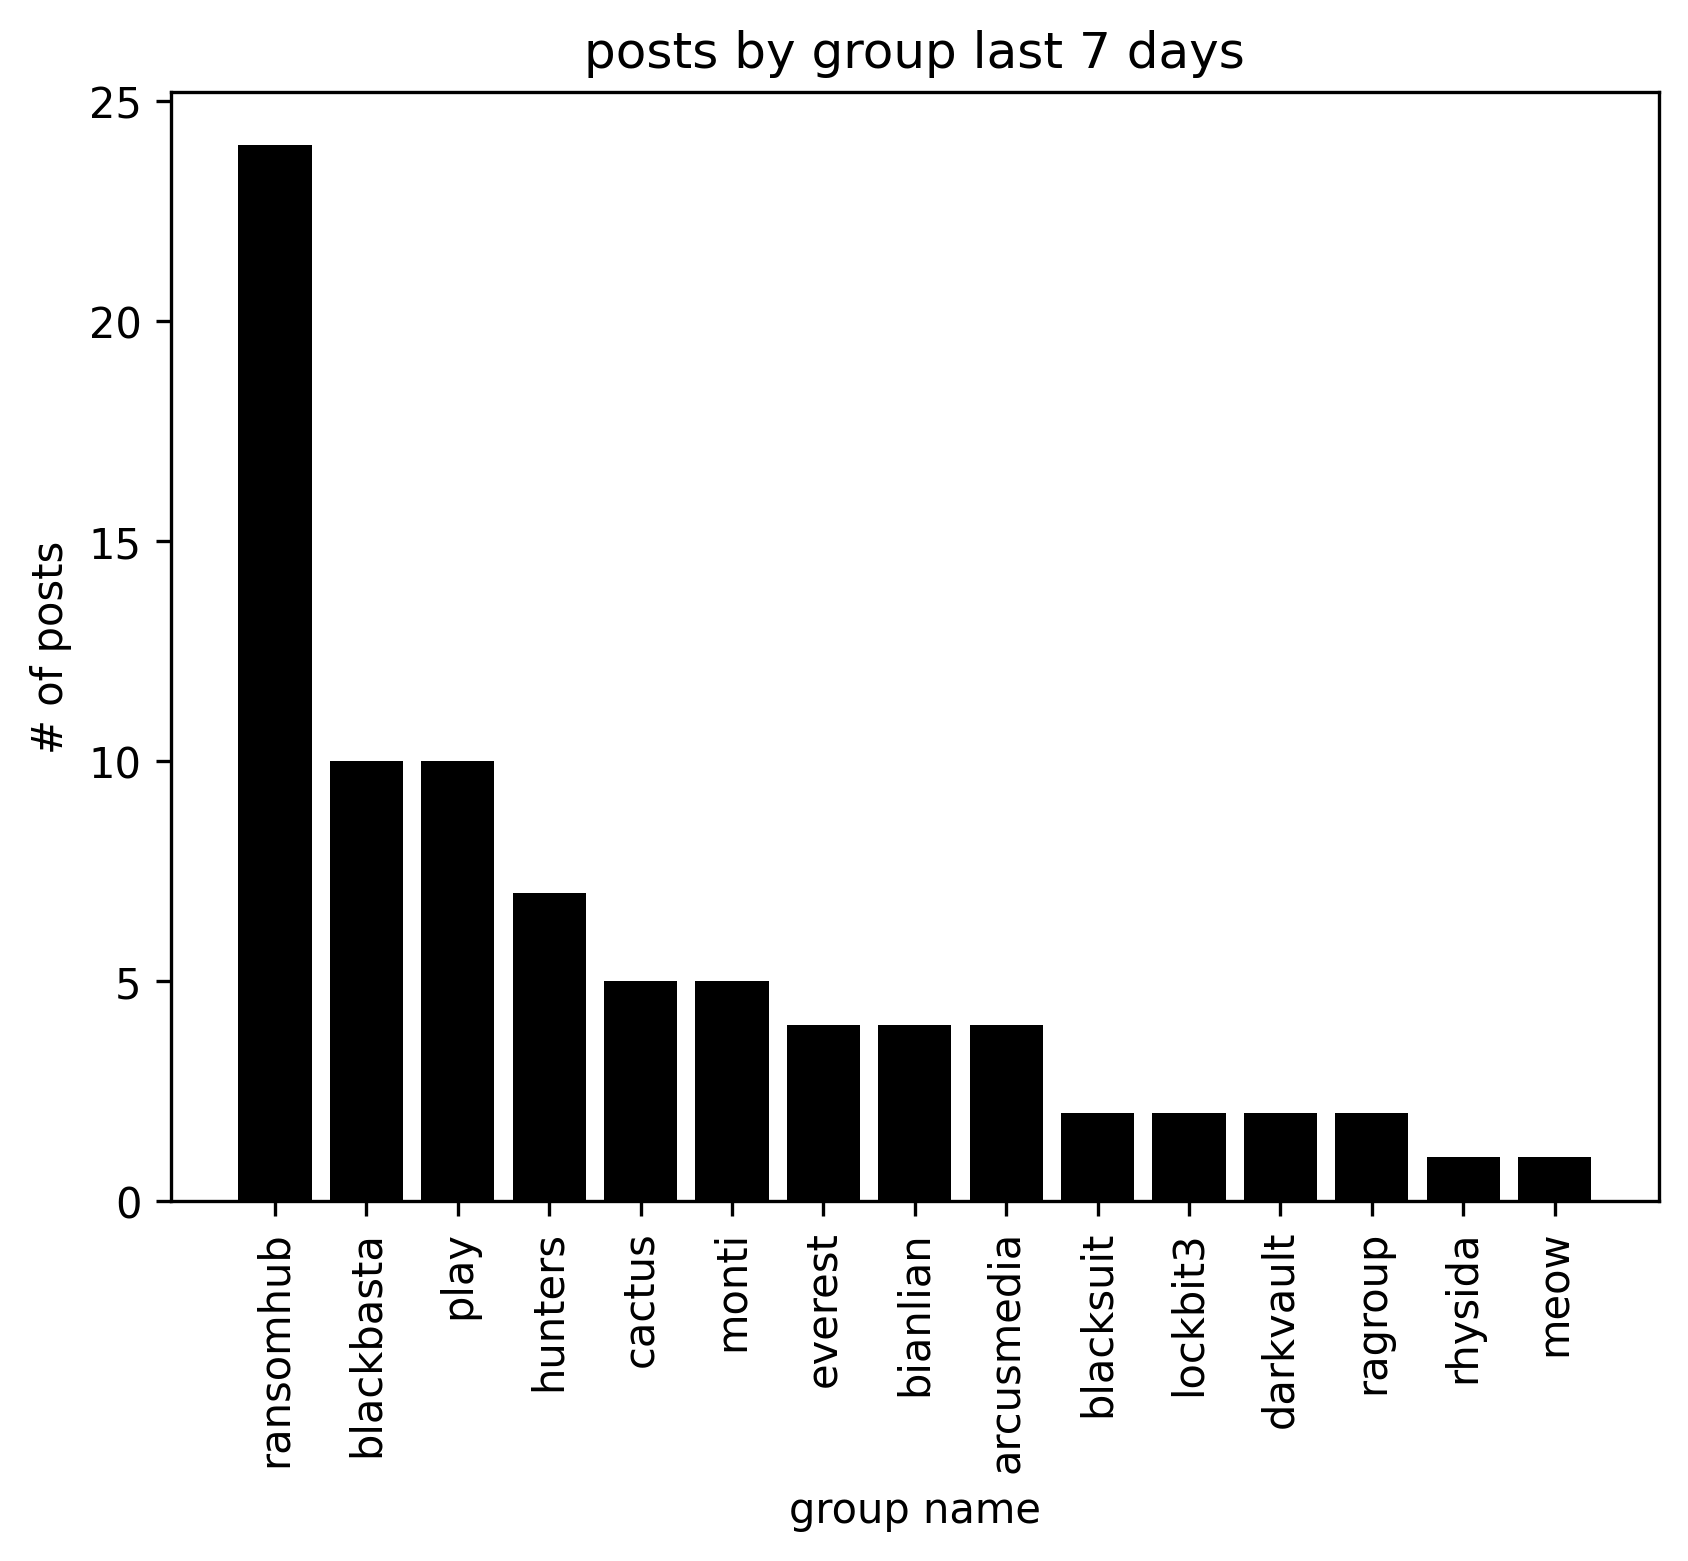 posts by group last 7 days
# of posts
25
20
15
10
5
0
ransomhub
blackbasta
play
hunters
cactus
monti
everest
bianlian
arcusmedia
blacksuit
lockbit3
darkvault
ragroup
rhysida
meow
group name